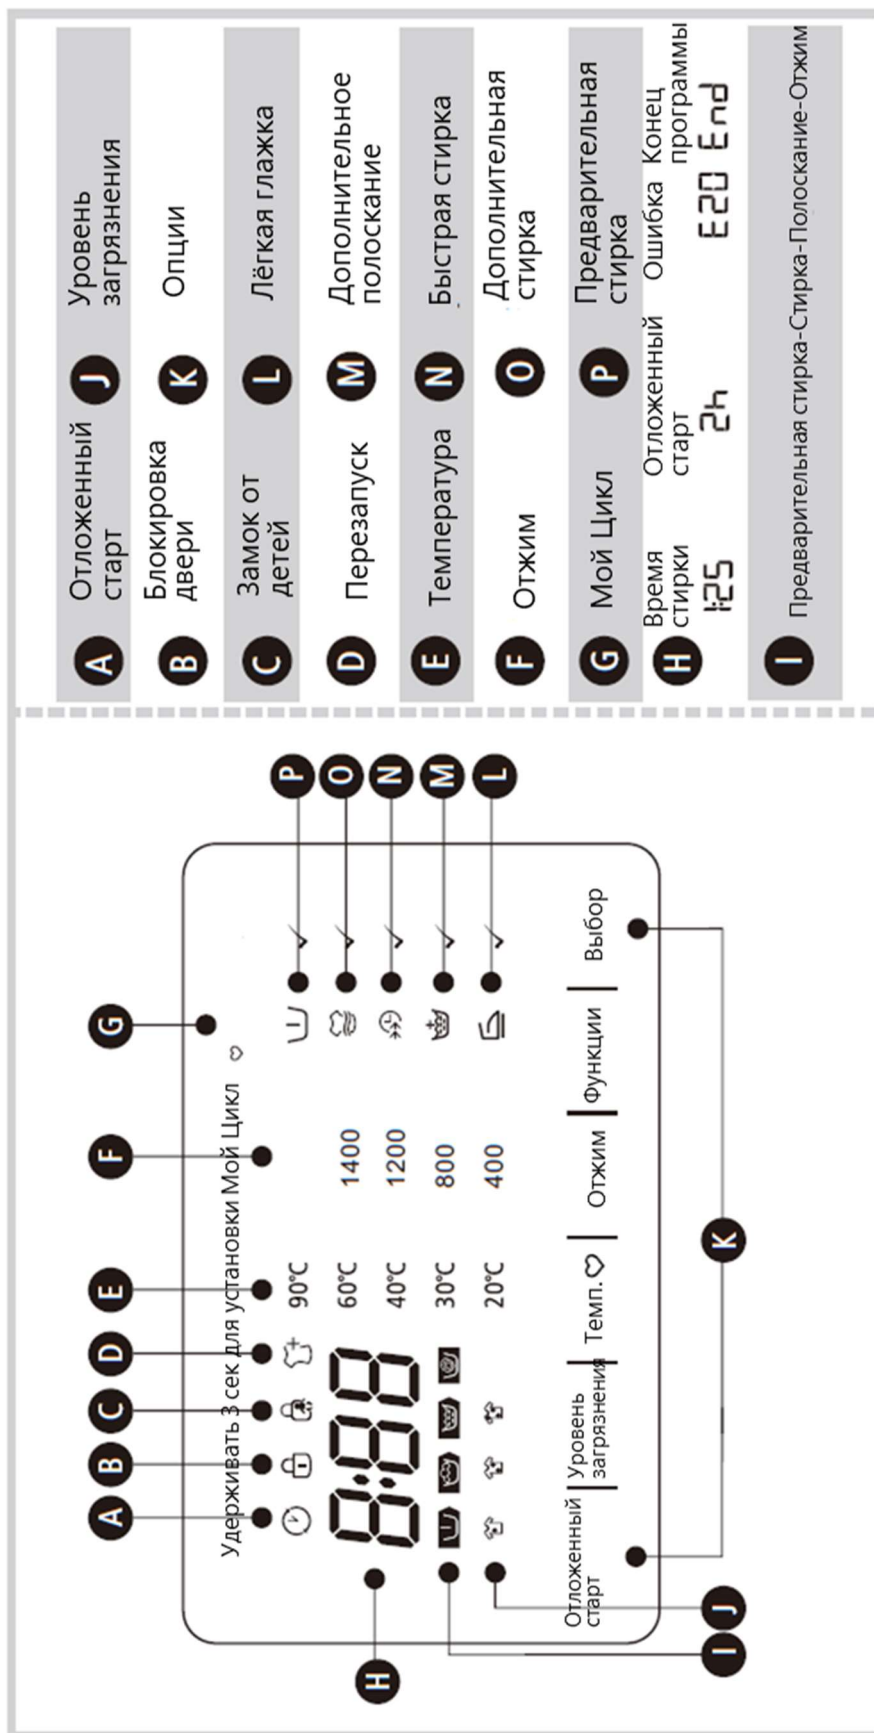 A B C D E F G
Удерживать 3 сек для установки Мой Цикл
90°C
60°C 1400
40°C 1200
30°C 800
20°C 400
8:88
H
P
O
N
M
L
Отложенный
старт
Уровень
загрязнения
Темп.
Отжим
Функции
Выбор
I
J
K
A Отложенный
старт
J Уровень
загрязнения
B Блокировка
двери
K Опции
C Замок от
детей
L Лёгкая глажка
D Перезапуск
M Дополнительное
полоскание
E Температура
N Быстрая стирка
F Отжим
O Дополнительная
стирка
G Мой Цикл
P Предварительная
стирка
H Время
стирки
1:25
Отложенный
старт
2h
Ошибка
E20
Конец
программы
End
I Предварительная стирка-Стирка-Полоскание-Отжим